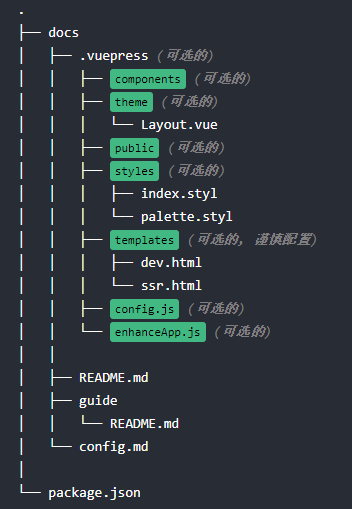 .
├── docs
│   ├── .vuepress (可选的)
│   │   ├── components (可选的)
│   │   ├── theme (可选的)
│   │   │   └── Layout.vue
│   │   ├── public (可选的)
│   │   ├── styles (可选的)
│   │   │   ├── index.styl
│   │   │   └── palette.styl
│   │   ├── templates (可选的, 谨慎配置)
│   │   │   ├── dev.html
│   │   │   └── ssr.html
│   │   ├── config.js (可选的)
│   │   └── enhanceApp.js (可选的)
│   │
│   ├── README.md
│   ├── guide
│   │   └── README.md
│   └── config.md
│
└── package.json